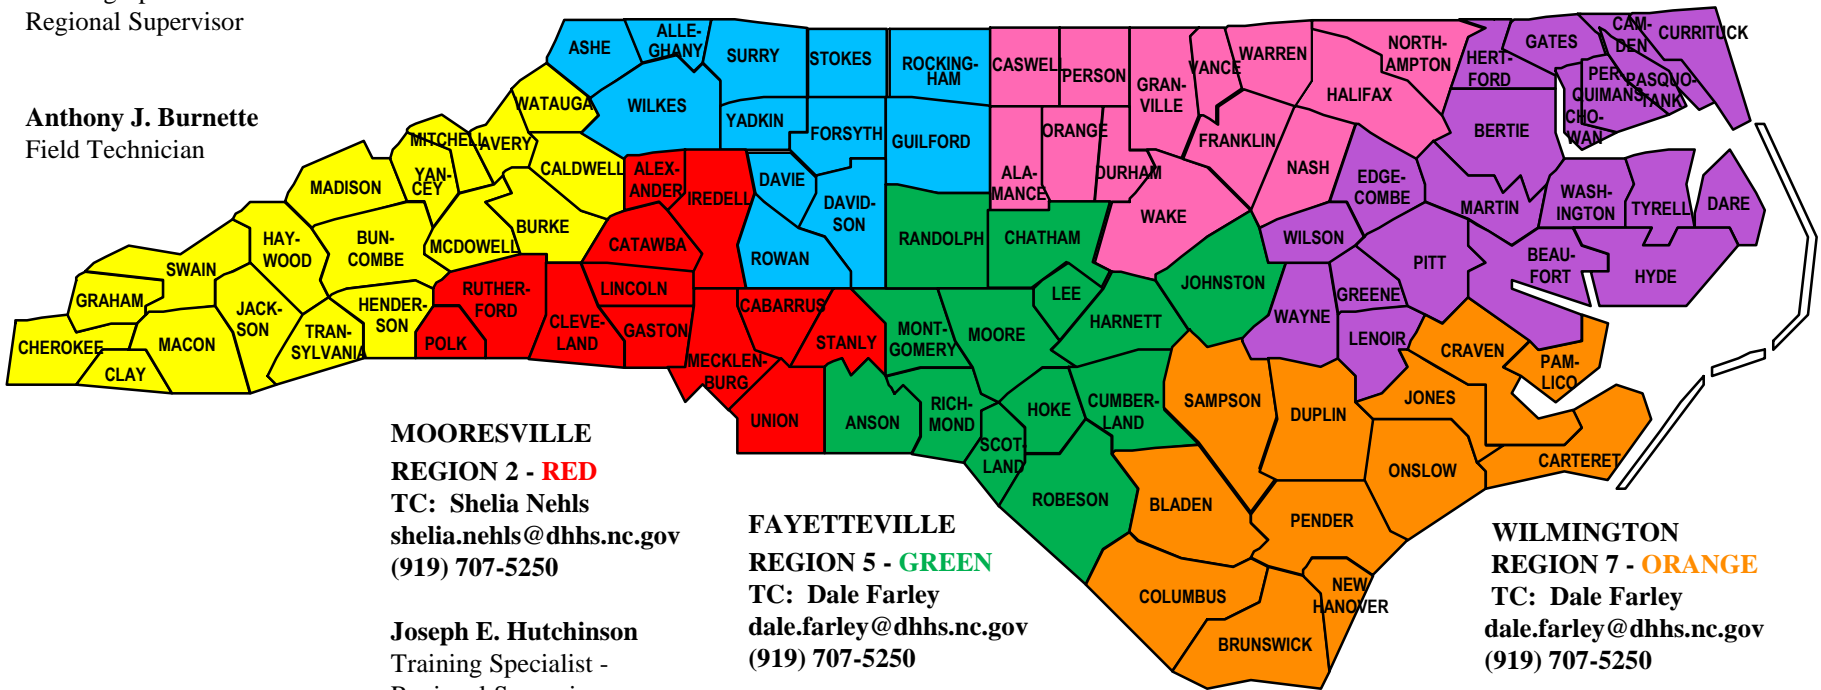 Regional Supervisor
Anthony J. Burnette
Field Technician
ASHE
ALLE-
GHANY
SURRY
STOKES
ROCKING-
HAM
CASWELL
PERSON
GRAN-
VILLE
VANCE
WARREN
NORTH-
AMPTON
HERT-
FORD
GATES
CAM-
DEN
CURRITUCK
WATAUGA
WILKES
YADKIN
FORSYTH
GUILFORD
ALA-
MANCE
ORANGE
DURHAM
FRANKLIN
HALIFAX
BERTIE
PER-
QUIMANS
PASQUO-
TANK
CHO-
WAN
MITCHELL
AVERY
YAN-
CEY
MADISON
CALDWELL
ALEX-
ANDER
IREDELL
DAVIE
DAVID-
SON
WAKE
NASH
EDGE-
COMBE
MARTIN
WASH-
INGTON
TYRELL
DARE
HAY-
WOOD
BUN-
COMBE
MCDOWELL
BURKE
CATAWBA
ROWAN
RANDOLPH
CHATHAM
JOHNSTON
WILSON
PITT
BEAU-
FORT
HYDE
SWAIN
GRAHAM
JACK-
SON
HENDER-
SON
TRAN-
SYLVANIA
RUTHER-
FORD
POLK
CLEVE-
LAND
LINCOLN
GASTON
CABARRUS
MECKLEN-
BURG
STANLY
MONT-
GOMERY
MOORE
LEE
HARNETT
WAYNE
GREENE
LENOIR
CRAVEN
PAM-
LICO
CHEROKEE
CLAY
MACON
UNION
ANSON
RICH-
MOND
SCOT-
LAND
HOKE
CUMBER-
LAND
SAMPSON
DUPLIN
JONES
ONSLOW
CARTERET
ROBESON
BLADEN
PENDER
COLUMBUS
NEW
HANOVER
BRUNSWICK
MOORESVILLE
REGION 2 - RED
TC: Shelia Nehls
shelia.nehls@dhhs.nc.gov
(919) 707-5250
Joseph E. Hutchinson
Training Specialist -
FAYETTEVILLE
REGION 5 - GREEN
TC: Dale Farley
dale.farley@dhhs.nc.gov
(919) 707-5250
WILMINGTON
REGION 7 - ORANGE
TC: Dale Farley
dale.farley@dhhs.nc.gov
(919) 707-5250